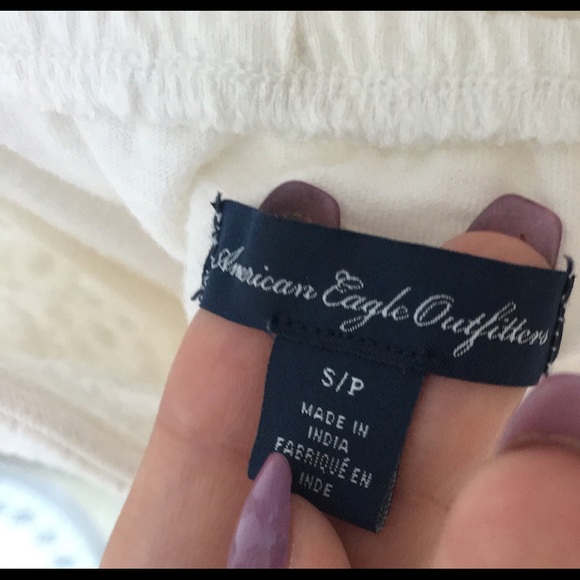 American Eagle Outfitters
S/P
MADE IN
INDIA
FABRIQUÉ EN
INDE